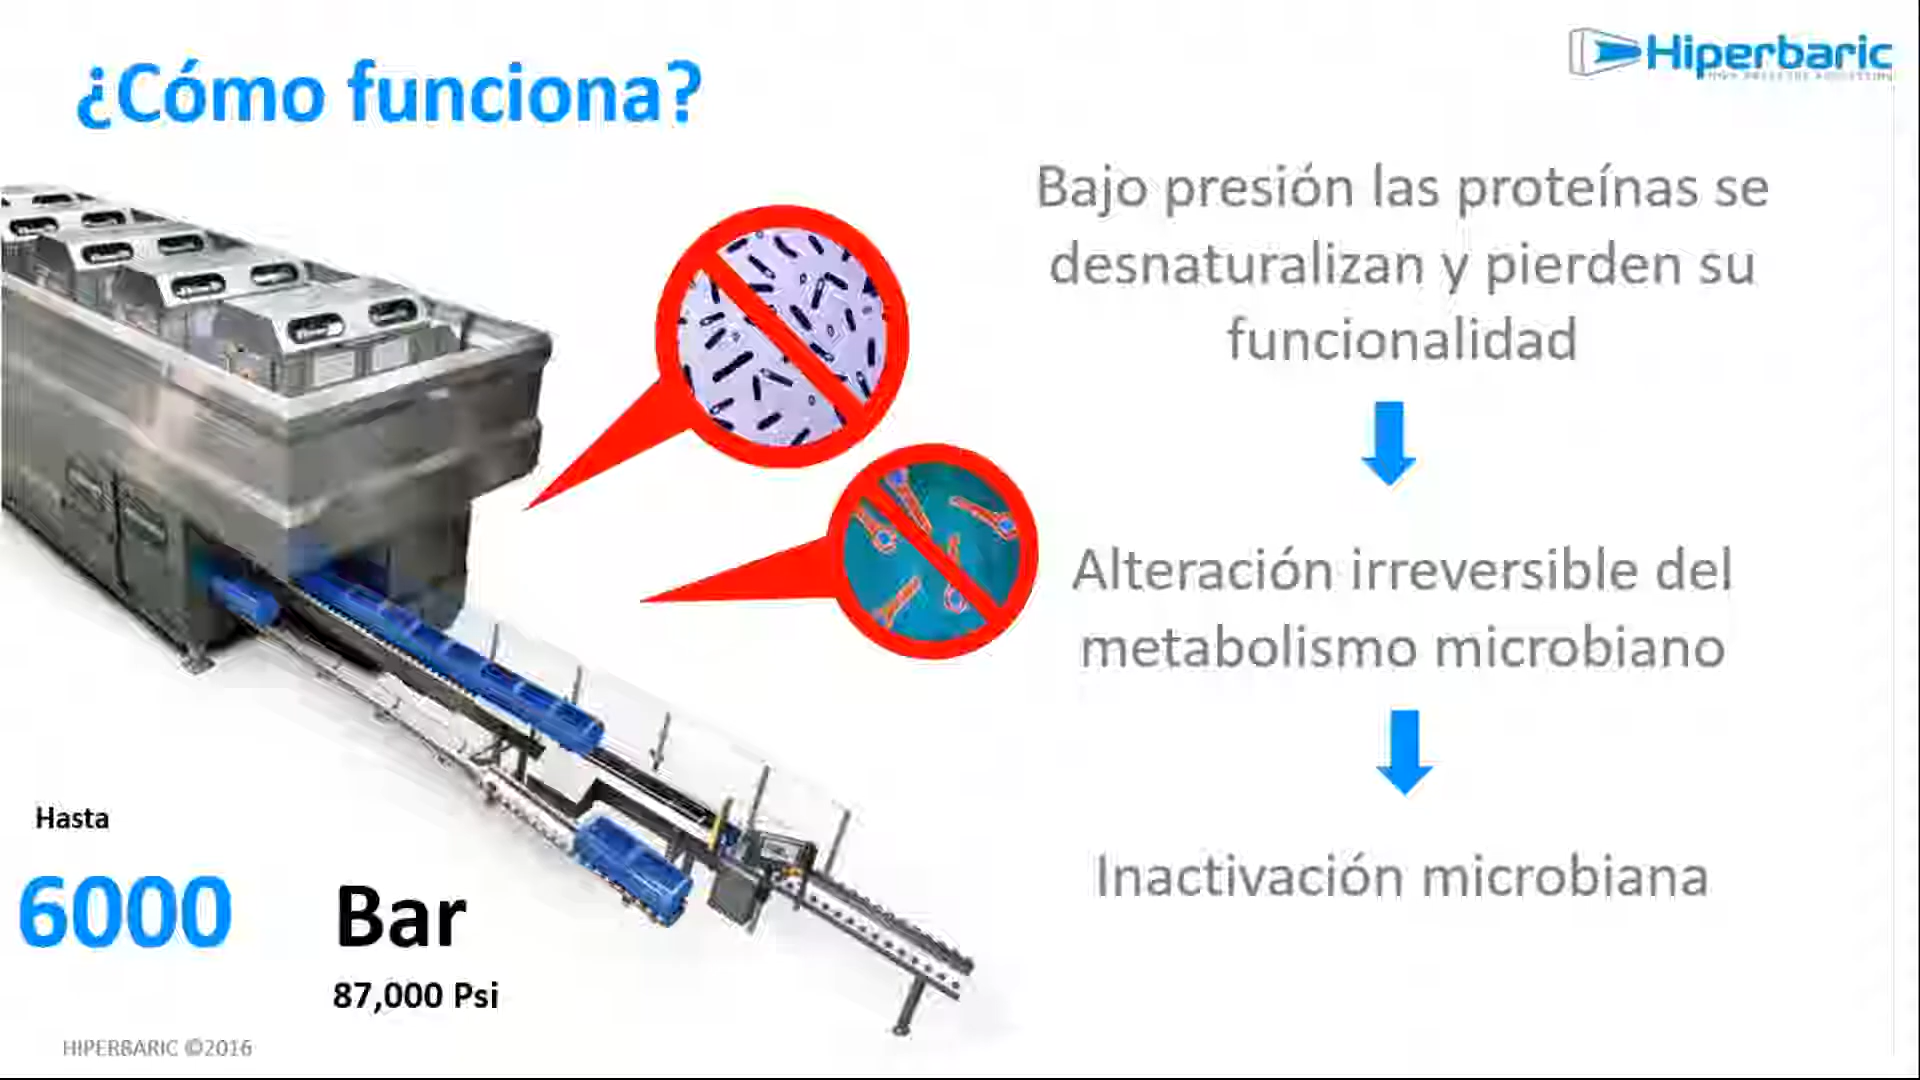 ¿Cómo funciona?
Hiperbaric
Bajo presión las proteínas se
desnaturalizan y pierden su
funcionalidad
Alteración irreversible del
metabolismo microbiano
Inactivación microbiana
Hasta
6000 Bar
87,000 Psi
HIPERBARIC ©2016